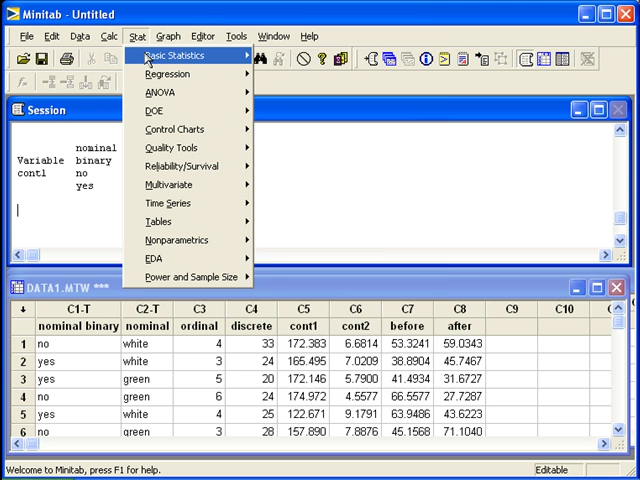 Minitab - Untitled
File Edit Data Calc Stat Graph Editor Tools Window Help
Basic Statistics
Regression
ANOVA
DOE
Control Charts
Quality Tools
Reliability/Survival
Multivariate
Time Series
Tables
Nonparametrics
EDA
Power and Sample Size
Session
nominal
Variable binary
cont1 no
yes
DATA1.MTW ***
C1-T C2-T C3 C4 C5 C6 C7 C8 C9 C10
nominal binary nominal ordinal discrete cont1 cont2 before after
1 no white 4 33 172.383 6.6814 53.3241 59.0343
2 yes white 3 24 165.495 7.0209 38.8904 45.7467
3 yes green 5 20 172.146 5.7900 41.4934 31.6727
4 no green 6 24 174.972 4.5577 66.5577 27.7287
5 yes white 4 25 122.671 9.1791 63.9486 43.6223
6 no green 3 28 157.890 7.8876 45.1568 71.1040
Welcome to Minitab, press F1 for help.
Editable